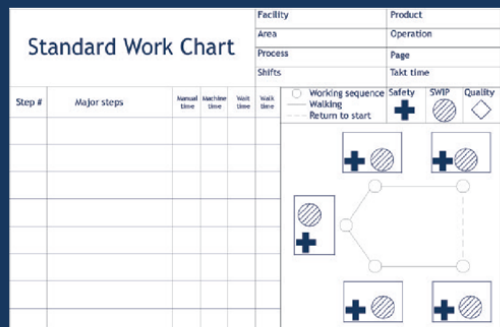 Standard Work Chart
Facility
Product
Area
Operation
Process
Page
Shifts
Takt time
Step #
Major steps
Manual time
Machine time
Wait time
Walk time
Working sequence
Walking
Return to start
Safety
SWIP
Quality